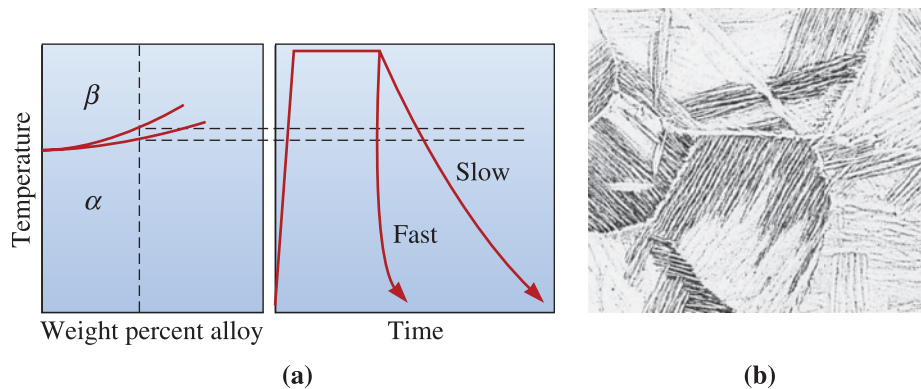 β
α
Temperature
Weight percent alloy
Slow
Fast
Time
(a)
(b)